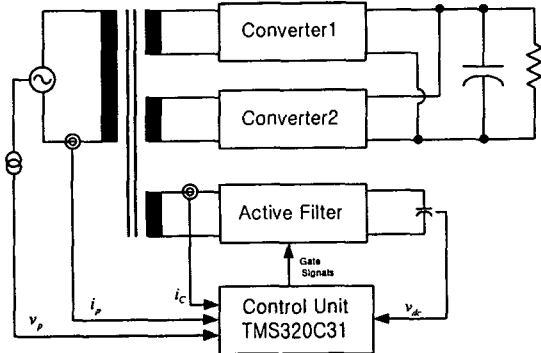 Converter1
Converter2
Active Filter
Gate
Signals
i_C
Control Unit
TMS320C31
i_p
v_p
v_dc